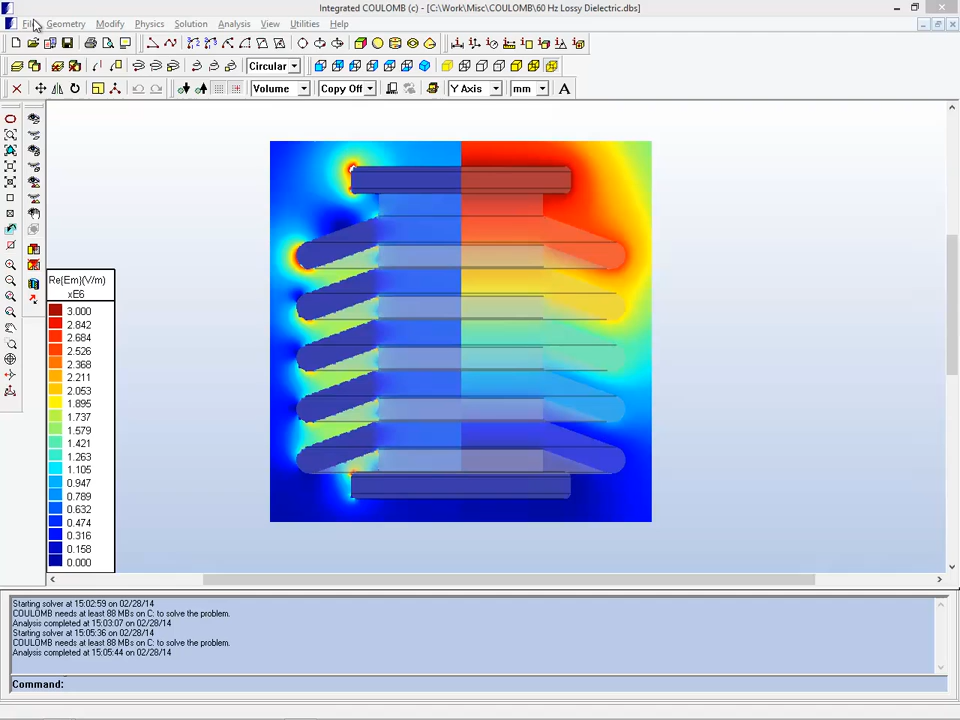 Integrated COULOMB (c) - [C:\Work\Misc\COULOMB\60 Hz Lossy Dielectric.dbs]
File Geometry Modify Physics Solution Analysis View Utilities Help
Circular
Volume Copy Off Y Axis mm A
Re{Em}(V/m)
xE6
3.000
2.842
2.684
2.526
2.368
2.211
2.053
1.895
1.737
1.579
1.421
1.263
1.105
0.947
0.789
0.632
0.474
0.316
0.158
0.000
Starting solver at 15:02:59 on 02/28/14
COULOMB needs at least 88 MBs on C: to solve the problem.
Analysis completed at 15:03:07 on 02/28/14
Starting solver at 15:05:36 on 02/28/14
COULOMB needs at least 88 MBs on C: to solve the problem.
Analysis completed at 15:05:44 on 02/28/14
Command: